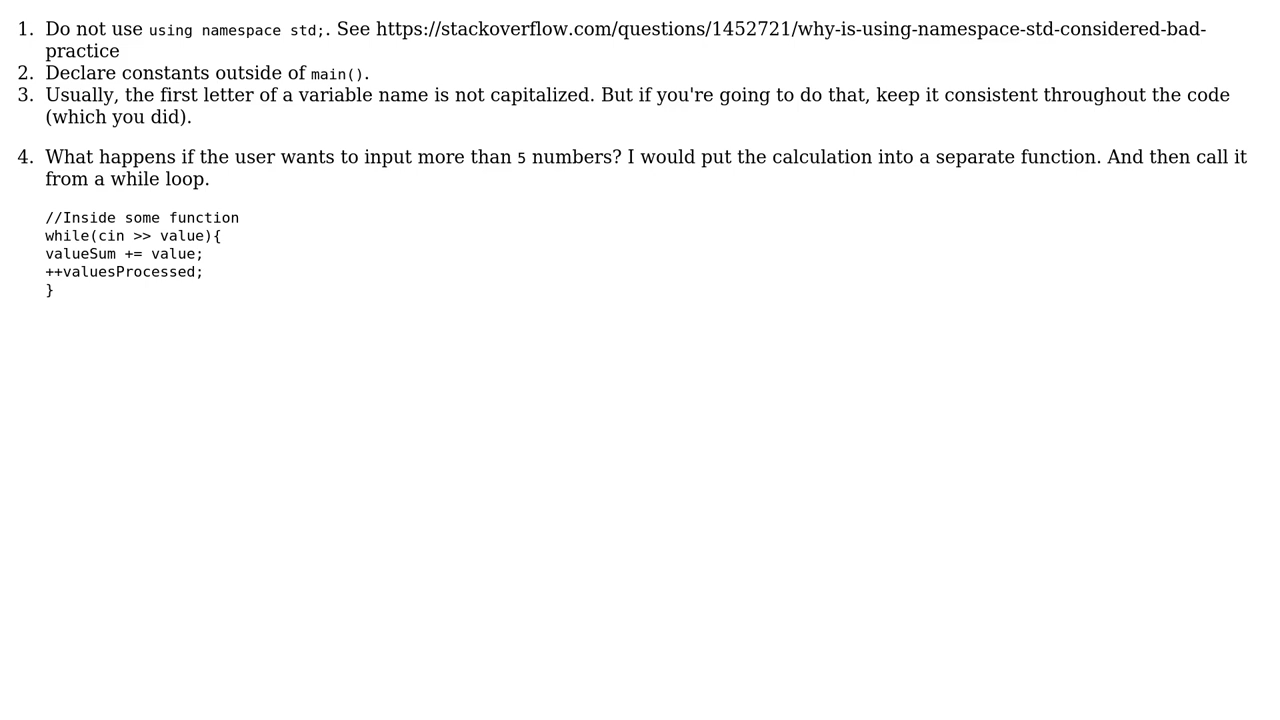 1. Do not use using namespace std;. See https://stackoverflow.com/questions/1452721/why-is-using-namespace-std-considered-bad-
practice
2. Declare constants outside of main().
3. Usually, the first letter of a variable name is not capitalized. But if you're going to do that, keep it consistent throughout the code
(which you did).
4. What happens if the user wants to input more than 5 numbers? I would put the calculation into a separate function. And then call it
from a while loop.
//Inside some function
while(cin >> value){
valueSum += value;
++valuesProcessed;
}